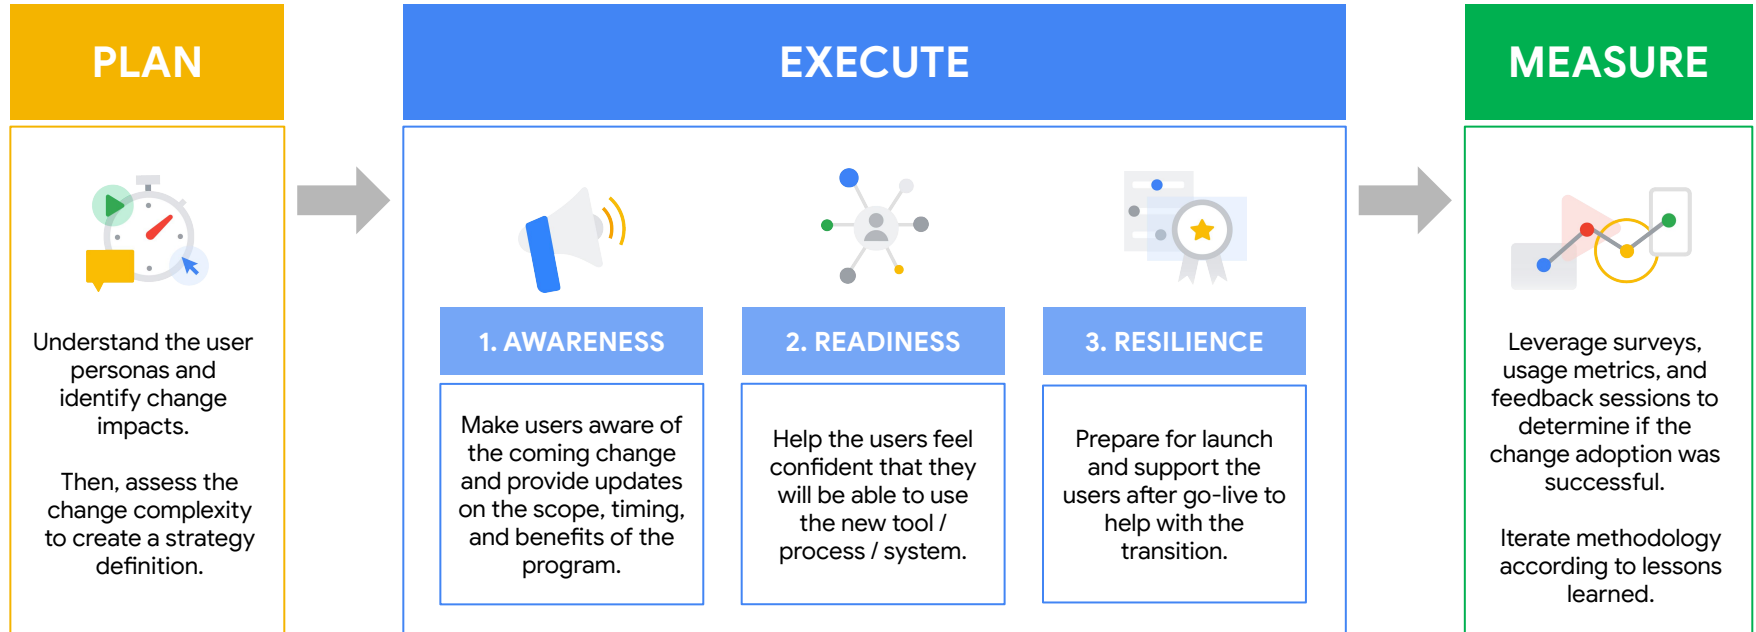 PLAN
Understand the user
personas and
identify change
impacts.
Then, assess the
change complexity
to create a strategy
definition.
EXECUTE
1. AWARENESS
Make users aware of
the coming change
and provide updates
on the scope, timing,
and benefits of the
program.
2. READINESS
Help the users feel
confident that they
will be able to use
the new tool /
process / system.
3. RESILIENCE
Prepare for launch
and support the
users after go-live to
help with the
transition.
MEASURE
Leverage surveys,
usage metrics, and
feedback sessions to
determine if the
change adoption was
successful.
Iterate methodology
according to lessons
learned.